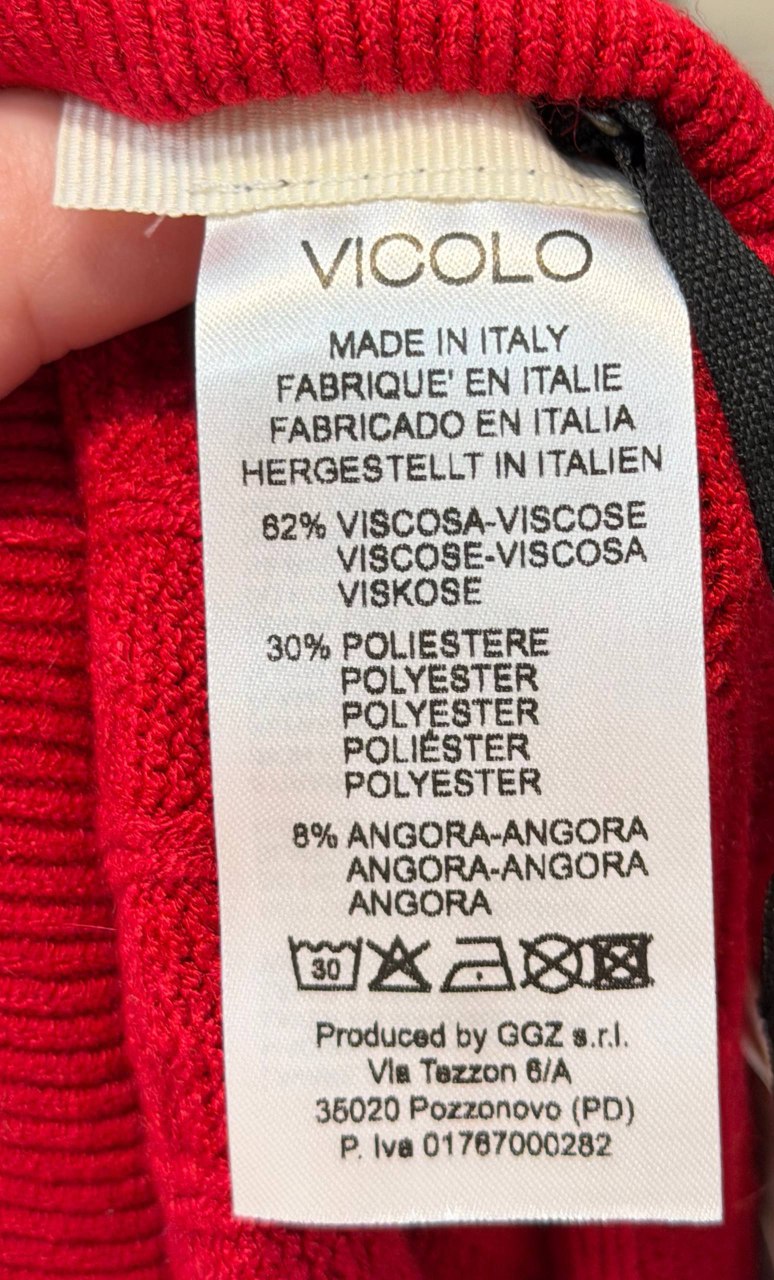 VICOLO
MADE IN ITALY
FABRIQUE' EN ITALIE
FABRICADO EN ITALIA
HERGESTELLT IN ITALIEN
62% VISCOSA-VISCOSE
VISCOSE-VISCOSA
VISKOSE
30% POLIESTERE
POLYESTER
POLYESTER
POLIÉSTER
POLYESTER
8% ANGORA-ANGORA
ANGORA-ANGORA
ANGORA
30
Produced by GGZ s.r.l.
Via Tezzon 6/A
35020 Pozzonovo (PD)
P. Iva 01767000282